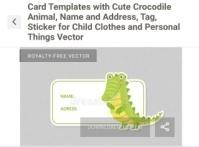 Card Templates with Cute Crocodile
Animal, Name and Address, Tag,
Sticker for Child Clothes and Personal
Things Vector
ROYALTY-FREE VECTOR
NAME:
ADRESS:
DOWNLOAD